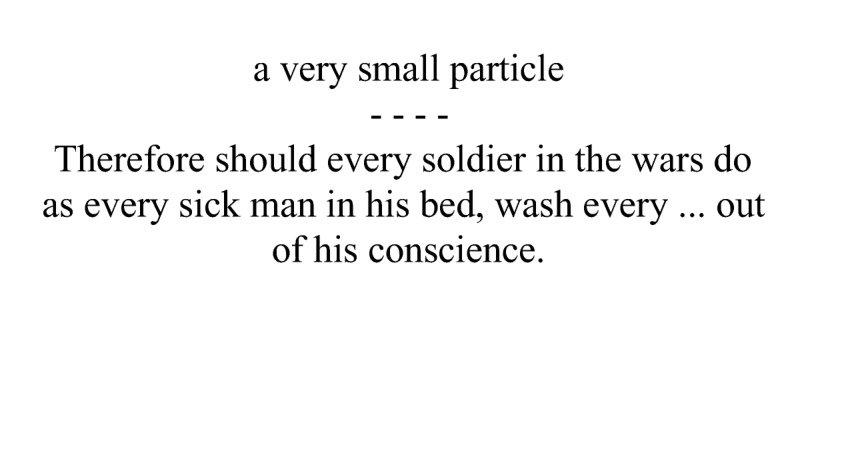 a very small particle
- - - -
Therefore should every soldier in the wars do
as every sick man in his bed, wash every ... out
of his conscience.